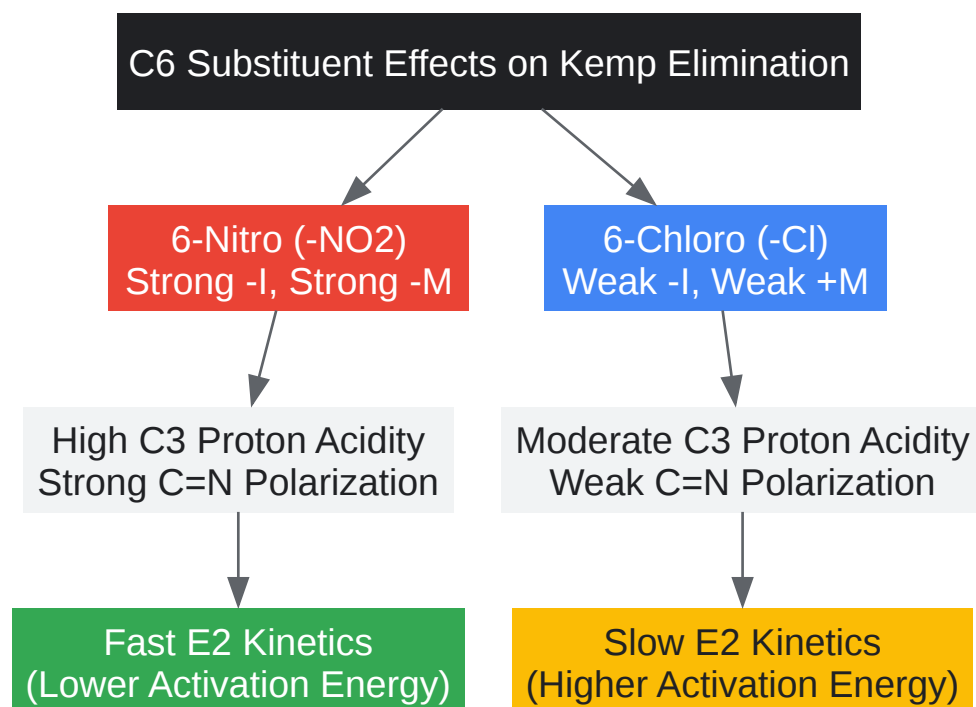 C6 Substituent Effects on Kemp Elimination
6-Nitro (-NO2)
Strong -I, Strong -M
6-Chloro (-Cl)
Weak -I, Weak +M
High C3 Proton Acidity
Strong C=N Polarization
Moderate C3 Proton Acidity
Weak C=N Polarization
Fast E2 Kinetics
(Lower Activation Energy)
Slow E2 Kinetics
(Higher Activation Energy)